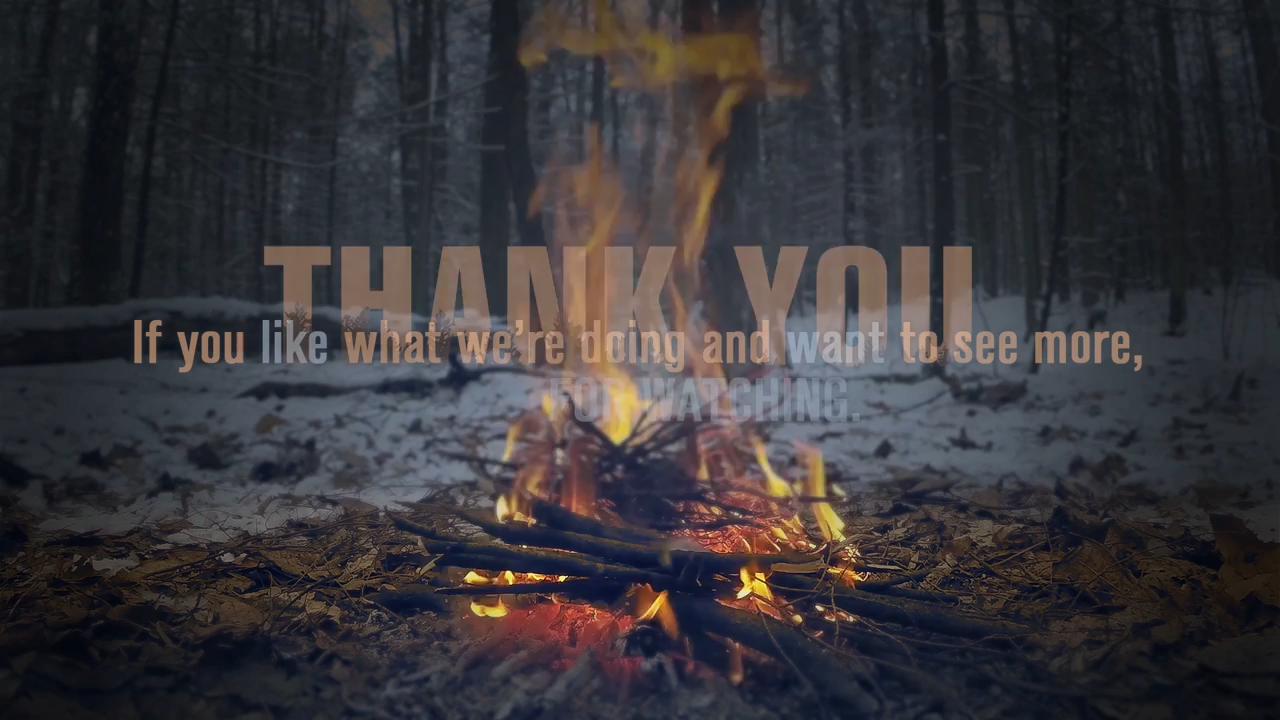 THANK YOU
If you like what we’re doing and want to see more,
FOR WATCHING.